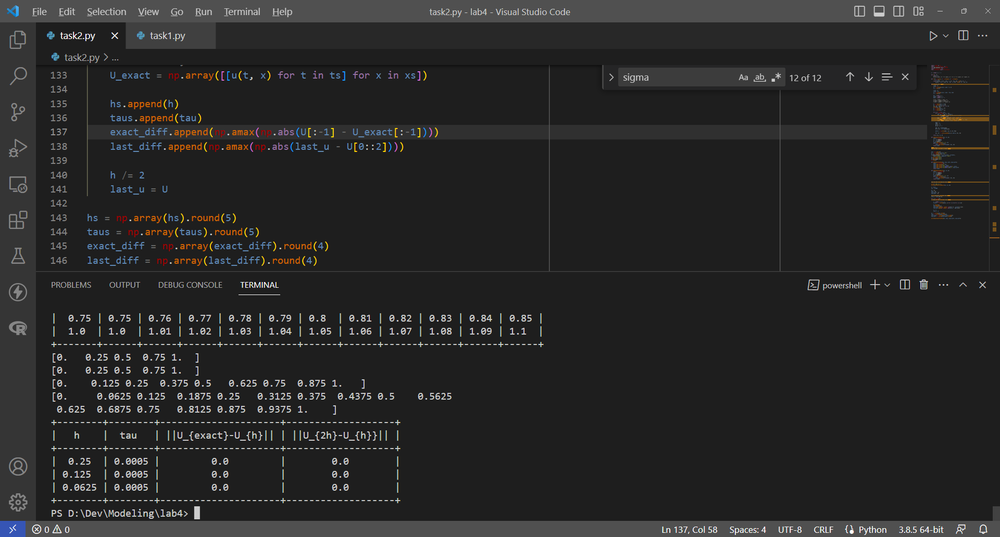 File Edit Selection View Go Run Terminal Help
task2.py - lab4 - Visual Studio Code
task2.py
task1.py
task2.py > ...
sigma
Aa ab
12 of 12
133 U_exact = np.array([[u(t, x) for t in ts] for x in xs])
134
135 hs.append(h)
136 taus.append(tau)
137 exact_diff.append(np.amax(np.abs(U[:-1] - U_exact[:-1])))
138 last_diff.append(np.amax(np.abs(last_u - U[0::2])))
139
140 h /= 2
141 last_u = U
142
143 hs = np.array(hs).round(5)
144 taus = np.array(taus).round(5)
145 exact_diff = np.array(exact_diff).round(4)
146 last_diff = np.array(last_diff).round(4)
PROBLEMS OUTPUT DEBUG CONSOLE TERMINAL
powershell
|  0.75 | 0.75 | 0.76 | 0.77 | 0.78 | 0.79 | 0.8  | 0.81 | 0.82 | 0.83 | 0.84 | 0.85 |
|  1.0  | 1.0  | 1.01 | 1.02 | 1.03 | 1.04 | 1.05 | 1.06 | 1.07 | 1.08 | 1.09 | 1.1  |
+-------+------+------+------+------+------+------+------+------+------+------+------+
[0.   0.25 0.5  0.75 1.  ]
[0.   0.25 0.5  0.75 1.  ]
[0.    0.125 0.25  0.375 0.5   0.625 0.75  0.875 1.   ]
[0.     0.0625 0.125  0.1875 0.25   0.3125 0.375  0.4375 0.5    0.5625
0.625  0.6875 0.75   0.8125 0.875  0.9375 1.    ]
+--------+--------+---------------------+-------------------+
|   h    |  tau   | ||U_{exact}-U_{h}|| | ||U_{2h}-U_{h}}|| |
+--------+--------+---------------------+-------------------+
|  0.25  | 0.0005 |         0.0         |        0.0        |
| 0.125  | 0.0005 |         0.0         |        0.0        |
| 0.0625 | 0.0005 |         0.0         |        0.0        |
+--------+--------+---------------------+-------------------+
PS D:\Dev\Modeling\lab4>
0 0
Ln 137, Col 58 Spaces: 4 UTF-8 CRLF Python 3.8.5 64-bit